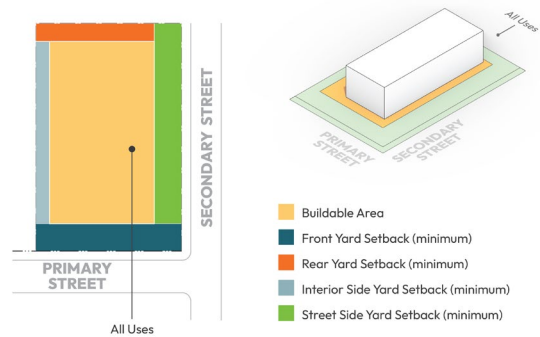 SECONDARY STREET
PRIMARY
STREET
All Uses
All Uses
PRIMARY
STREET
SECONDARY
STREET
Buildable Area
Front Yard Setback (minimum)
Rear Yard Setback (minimum)
Interior Side Yard Setback (minimum)
Street Side Yard Setback (minimum)